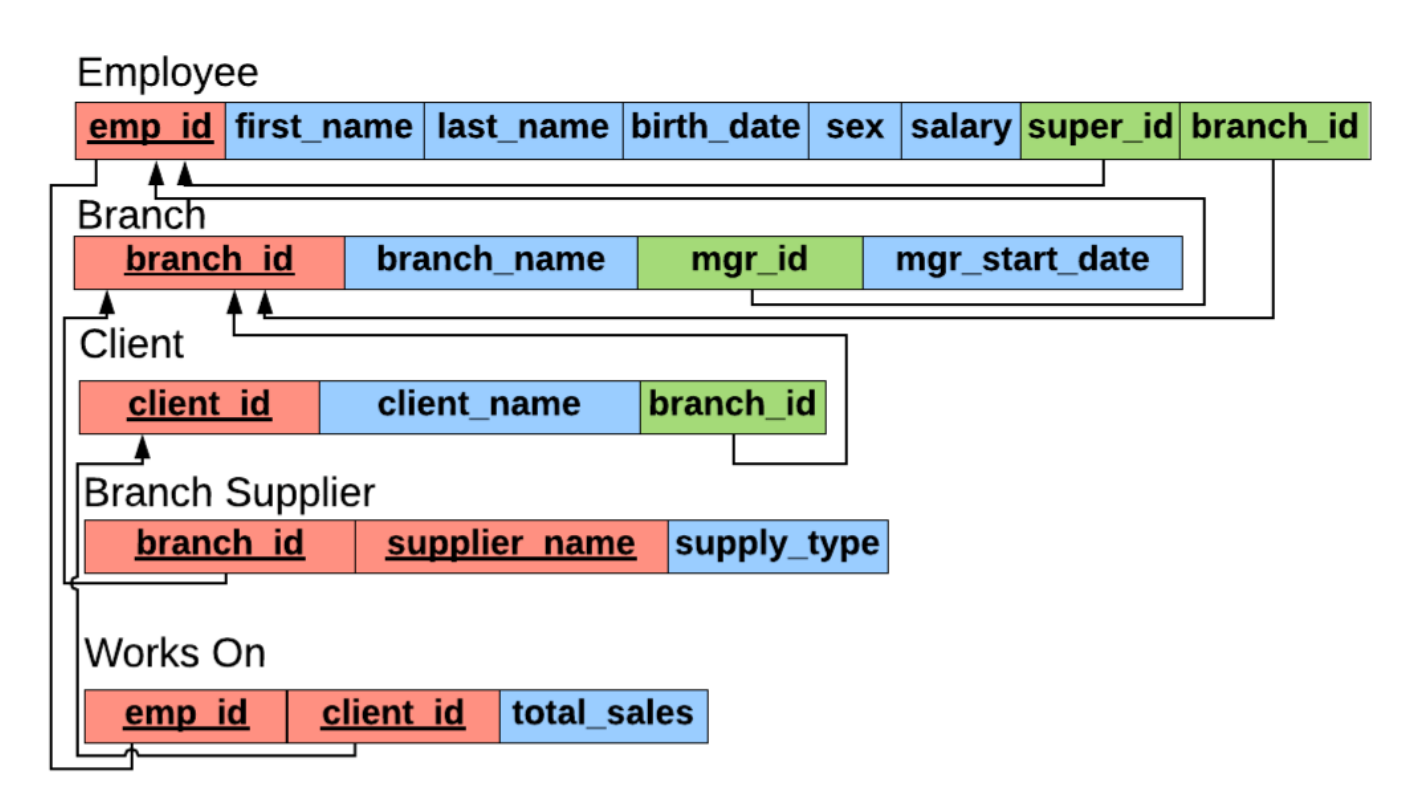 Employee
emp_id first_name last_name birth_date sex salary super_id branch_id
Branch
branch_id branch_name mgr_id mgr_start_date
Client
client_id client_name branch_id
Branch Supplier
branch_id supplier_name supply_type
Works On
emp_id client_id total_sales